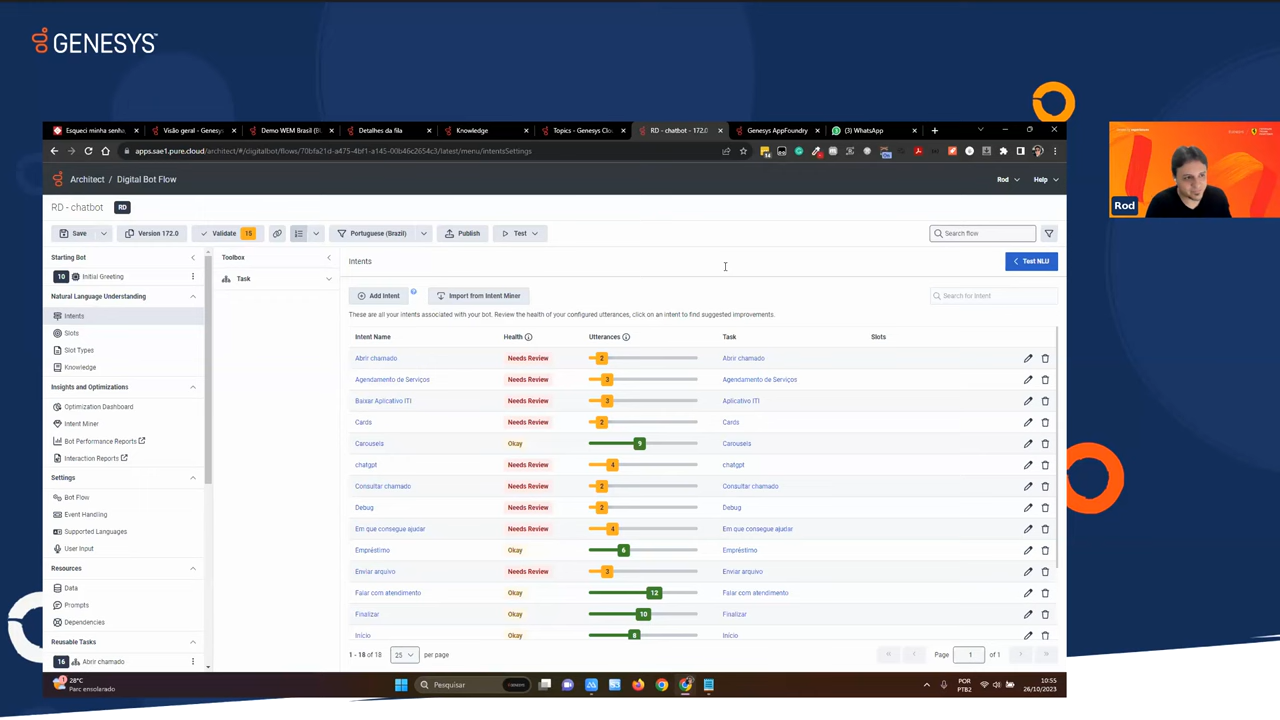 GENESYS
Esqueci minha senha.
Visão geral - Genesys
Demo WEM Brasil (BL
Detalhes da fila
Knowledge
Topics - Genesys Clou
RD - chatbot - 172.0
Genesys AppFoundry
(3) WhatsApp
apps.sae1.pure.cloud/architect/#/digitalbot/flows/70bfa21d-a475-4bf1-a145-00b46c2654c3/latest/menu/intentsSettings
Architect / Digital Bot Flow
Rod
Help
RD - chatbot RD
Save
Version 172.0
Validate 15
Portuguese (Brazil)
Publish
Test
Search flow
Starting Bot
10 Initial Greeting
Natural Language Understanding
Intents
Slots
Slot Types
Knowledge
Insights and Optimizations
Optimization Dashboard
Intent Miner
Bot Performance Reports
Interaction Reports
Settings
Bot Flow
Event Handling
Supported Languages
User Input
Resources
Data
Prompts
Dependencies
Reusable Tasks
16 Abrir chamado
Toolbox
Task
Intents
Test NLU
Add Intent
Import from Intent Miner
Search for Intent
These are all your intents associated with your bot. Review the health of your configured utterances, click on an intent to find suggested improvements.
Intent Name Health Utterances Task Slots
Abrir chamado Needs Review 2 Abrir chamado
Agendamento de Serviços Needs Review 3 Agendamento de Serviços
Baixar Aplicativo ITI Needs Review 3 Aplicativo ITI
Cards Needs Review 2 Cards
Carousels Okay 9 Carousels
chatgpt Needs Review 4 chatgpt
Consultar chamado Needs Review 2 Consultar chamado
Debug Needs Review 2 Debug
Em que consegue ajudar Needs Review 4 Em que consegue ajudar
Empréstimo Okay 6 Empréstimo
Enviar arquivo Needs Review 3 Enviar arquivo
Falar com atendimento Okay 12 Falar com atendimento
Finalizar Okay 10 Finalizar
Início Okay 8 Início
1 - 18 of 18 25 per page
Page 1 of 1
28°C
Parc ensolarado
Pesquisar
POR
PTB2
10:55
26/10/2023
Rod